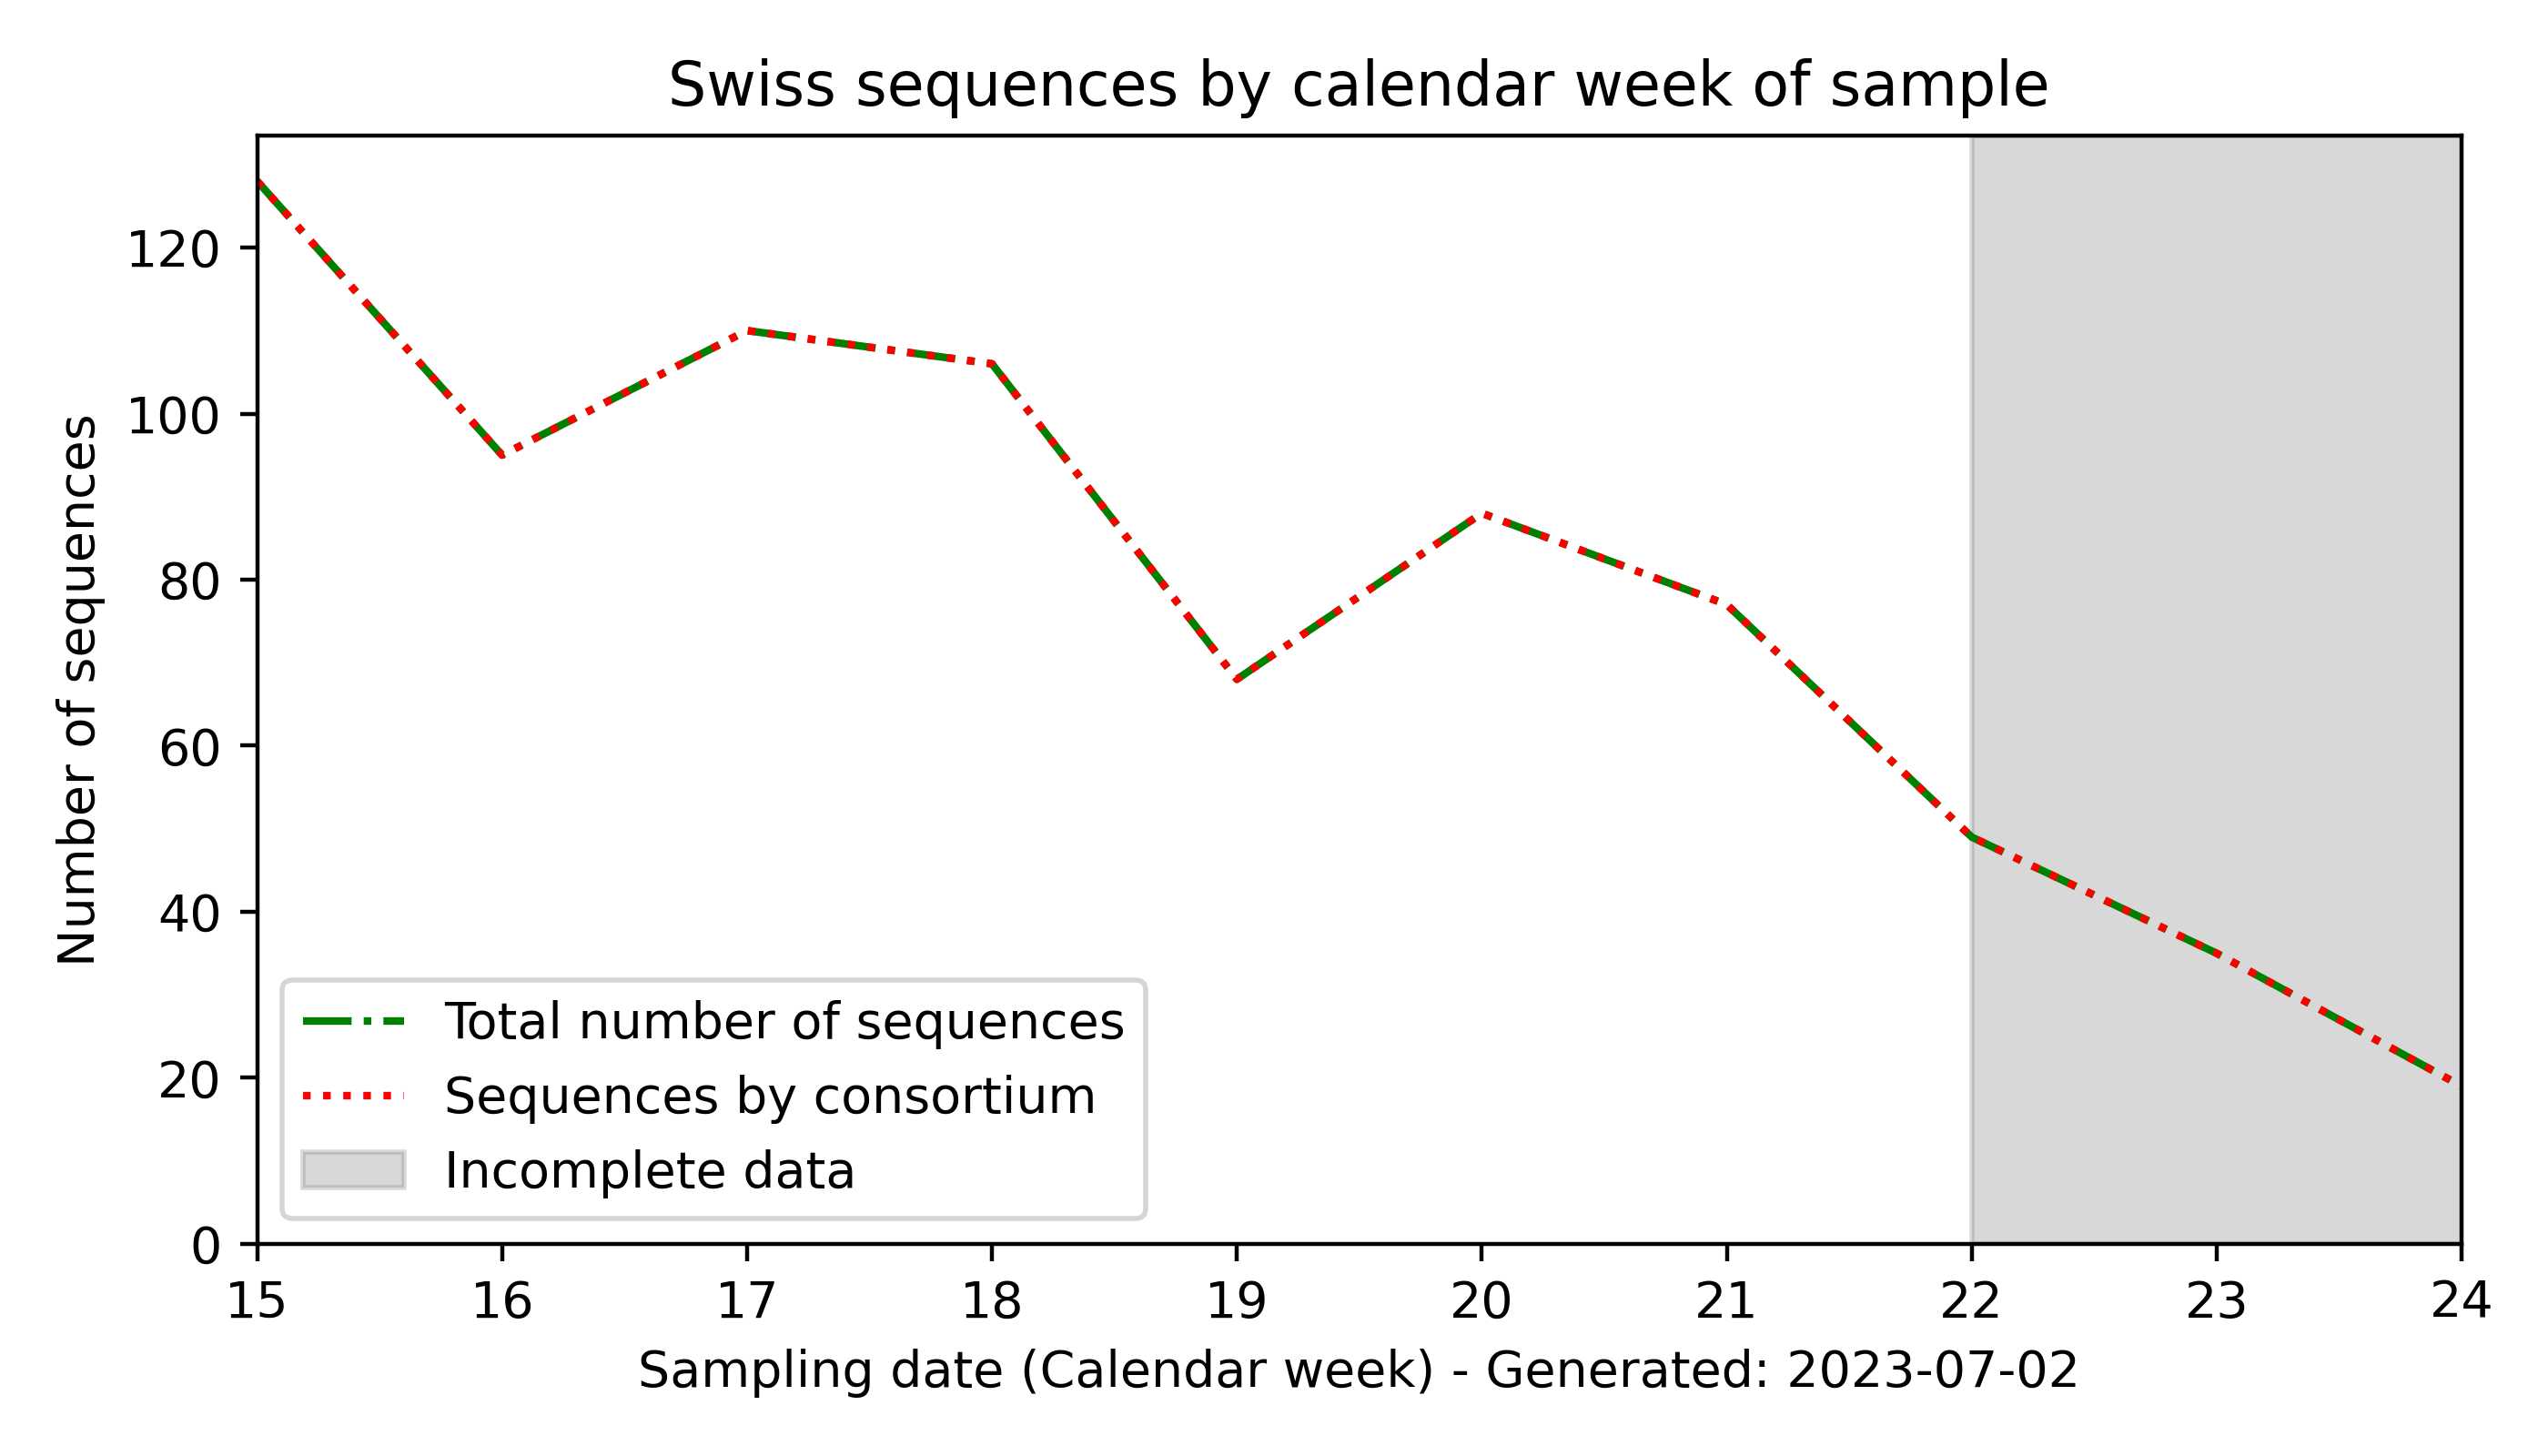 Swiss sequences by calendar week of sample
Number of sequences
120
100
80
60
40
20
0
Total number of sequences
Sequences by consortium
Incomplete data
15 16 17 18 19 20 21 22 23 24
Sampling date (Calendar week) - Generated: 2023-07-02